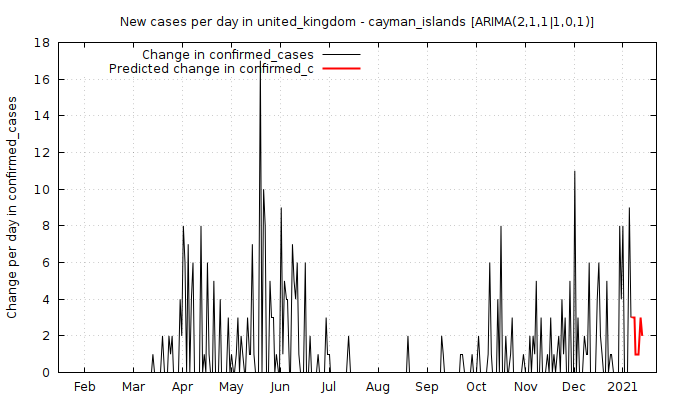 New cases per day in united_kingdom - cayman_islands [ARIMA(2,1,1|1,0,1)]
Change in confirmed_cases
Predicted change in confirmed_c
Change per day in confirmed_cases
18
16
14
12
10
8
6
4
2
0
Feb Mar Apr May Jun Jul Aug Sep Oct Nov Dec 2021